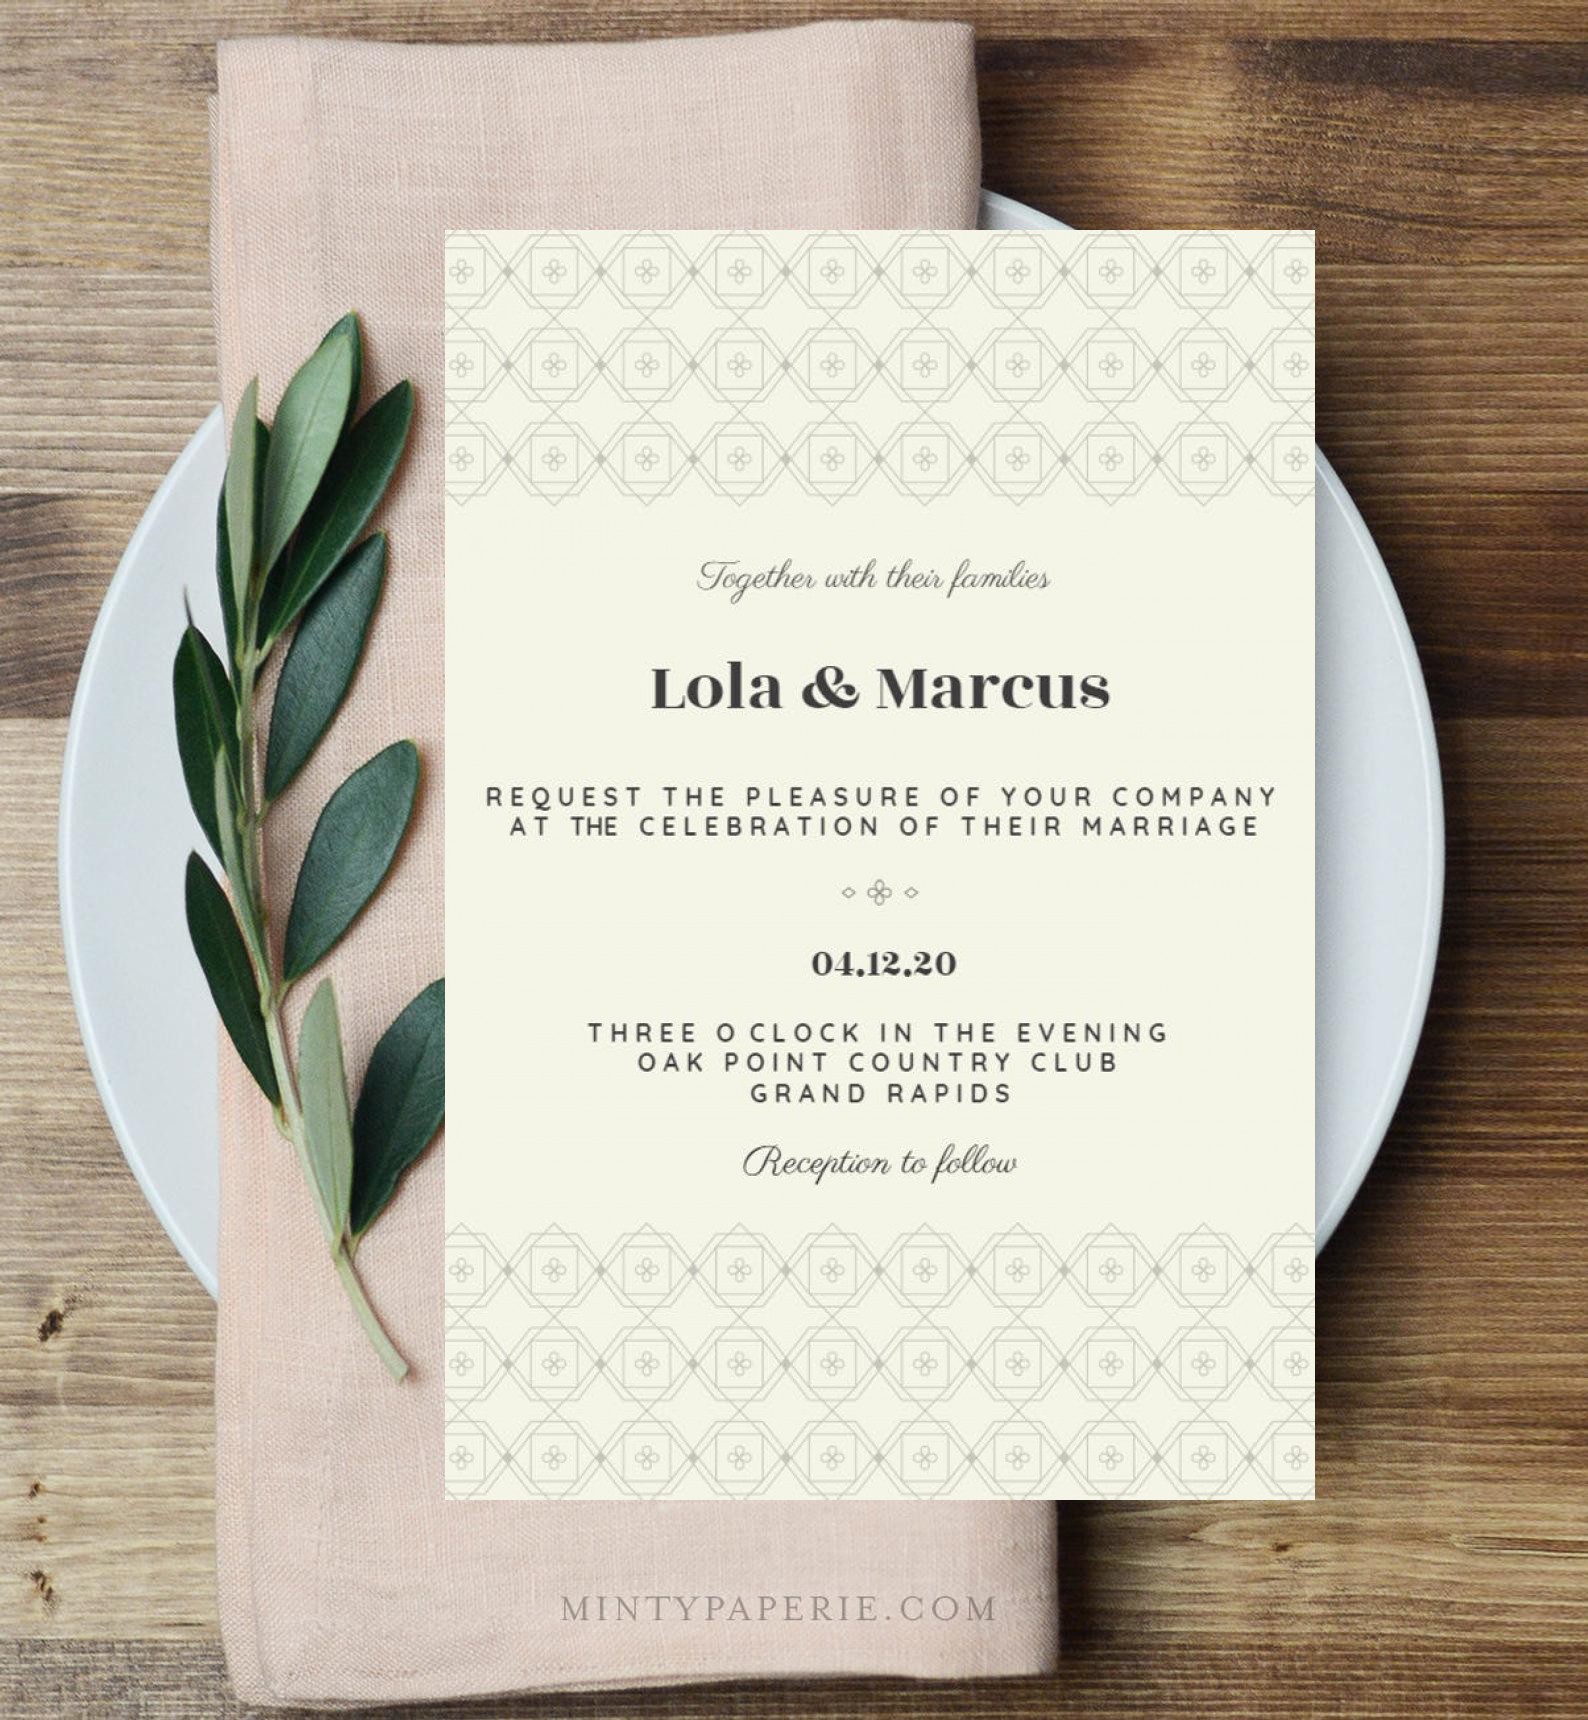 Together with their families
Lola & Marcus
REQUEST THE PLEASURE OF YOUR COMPANY
AT THE CELEBRATION OF THEIR MARRIAGE
04.12.20
THREE O CLOCK IN THE EVENING
OAK POINT COUNTRY CLUB
GRAND RAPIDS
Reception to follow
MINTYPAPERIE.COM